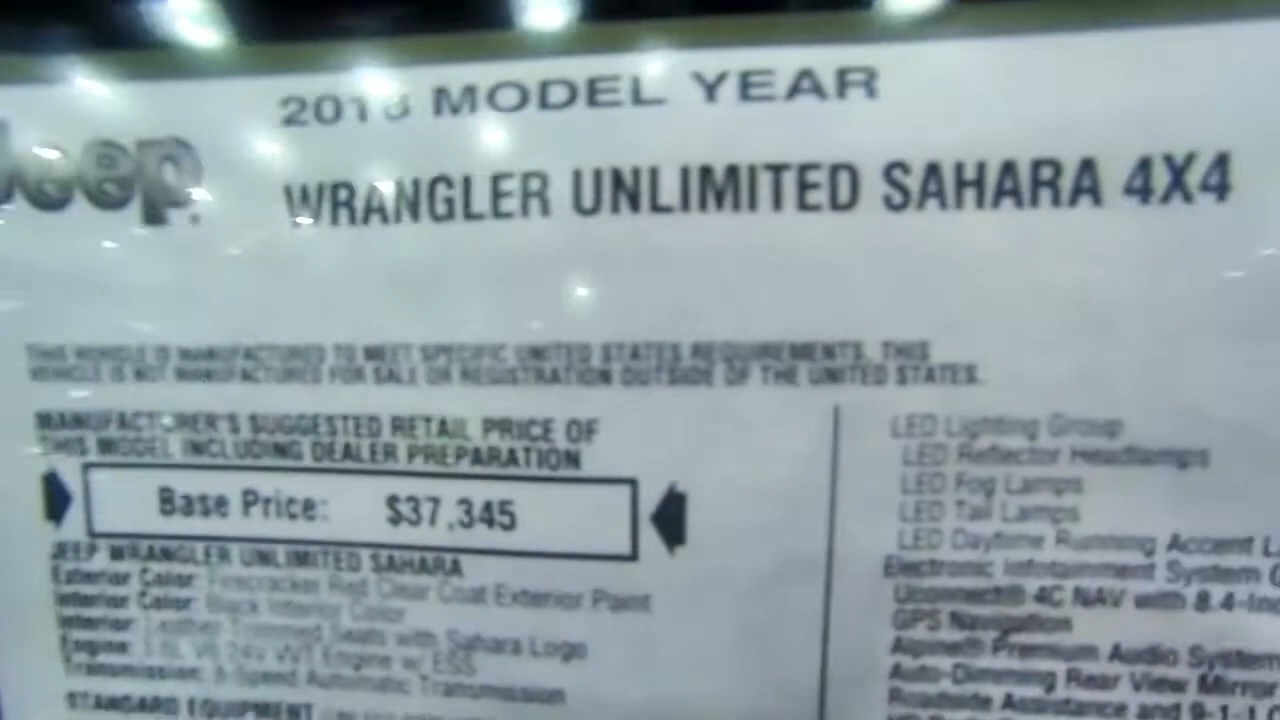 Jeep
2018 MODEL YEAR
WRANGLER UNLIMITED SAHARA 4X4
THIS VEHICLE IS MANUFACTURED TO MEET SPECIFIC UNITED STATES REQUIREMENTS. THIS
VEHICLE IS NOT MANUFACTURED FOR SALE OR REGISTRATION OUTSIDE OF THE UNITED STATES.
MANUFACTURER'S SUGGESTED RETAIL PRICE OF
THIS MODEL INCLUDING DEALER PREPARATION
Base Price: $37,345
JEEP WRANGLER UNLIMITED SAHARA
Exterior Color: Firecracker Red Clear Coat Exterior Paint
Interior Color: Black Interior Color
Interior: Leather Trimmed Seats with Sahara Logo
Engine: 3.6L V6 24V VVT Engine w/ ESS
Transmission: 8-Speed Automatic Transmission
STANDARD EQUIPMENT
LED Lighting Group
LED Reflector Headlamps
LED Fog Lamps
LED Tail Lamps
LED Daytime Running Accent
Electronic Infotainment System
Uconnect® 4C NAV with 8.4-In
GPS Navigation
Alpine® Premium Audio System
Auto-Dimming Rear View Mirror
Roadside Assistance and 9-1-1